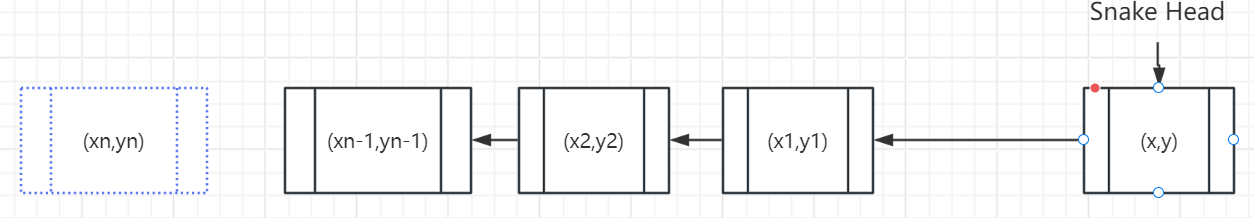 Snake Head
(xn,yn)
(xn-1,yn-1)
(x2,y2)
(x1,y1)
(x,y)